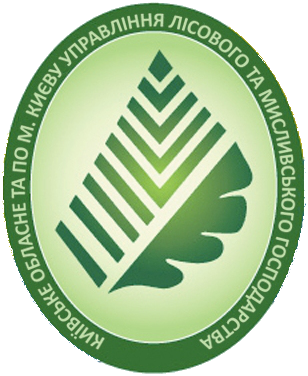 КИЇВСЬКЕ ОБЛАСНЕ ТА ПО М. КИЄВУ УПРАВЛІННЯ ЛІСОВОГО ТА МИСЛИВСЬКОГО ГОСПОДАРСТВА